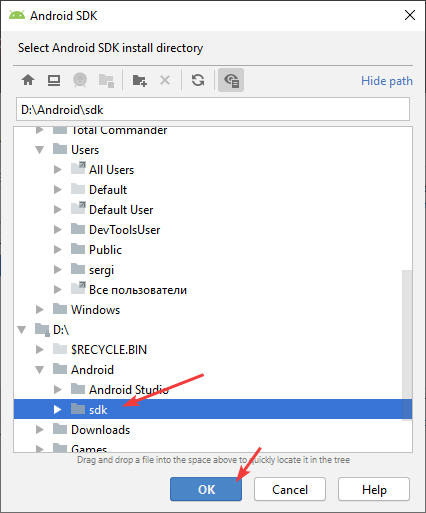 Android SDK
Select Android SDK install directory
Hide path
D:\Android\sdk
Total Commander
Users
All Users
Default
Default User
DevToolsUser
Public
sergi
Все пользователи
Windows
D:\
$RECYCLE.BIN
Android
Android Studio
sdk
Downloads
Games
Drag and drop a file into the space above to quickly locate it in the tree
OK
Cancel
Help